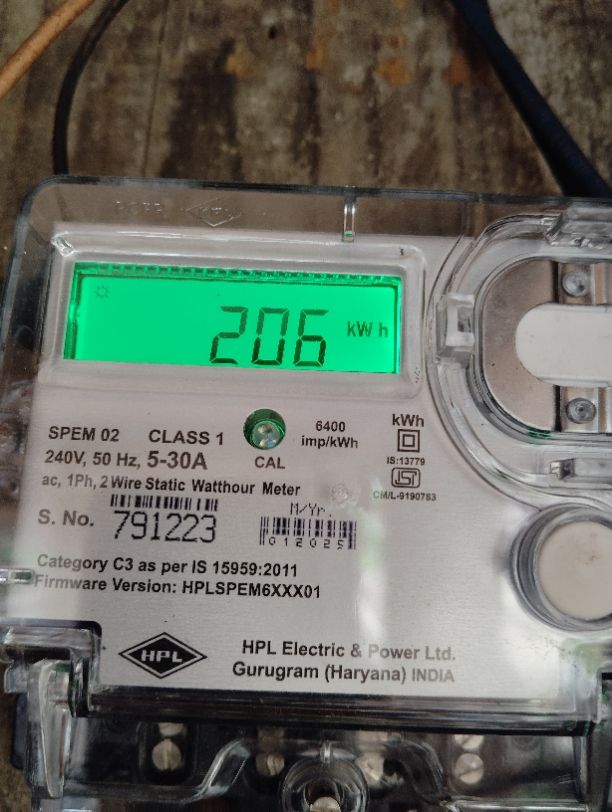 206 kW h
SPEM 02 CLASS 1
240V, 50 Hz, 5-30A
ac, 1Ph, 2 Wire Static Watthour Meter
CAL
6400
imp/kWh
kWh
IS:13779
ISI
CM/L-9190783
S. No. 791223
M/Yr.
012025
Category C3 as per IS 15959:2011
Firmware Version: HPLSPEM6XXX01
HPL
HPL Electric & Power Ltd.
Gurugram (Haryana) INDIA